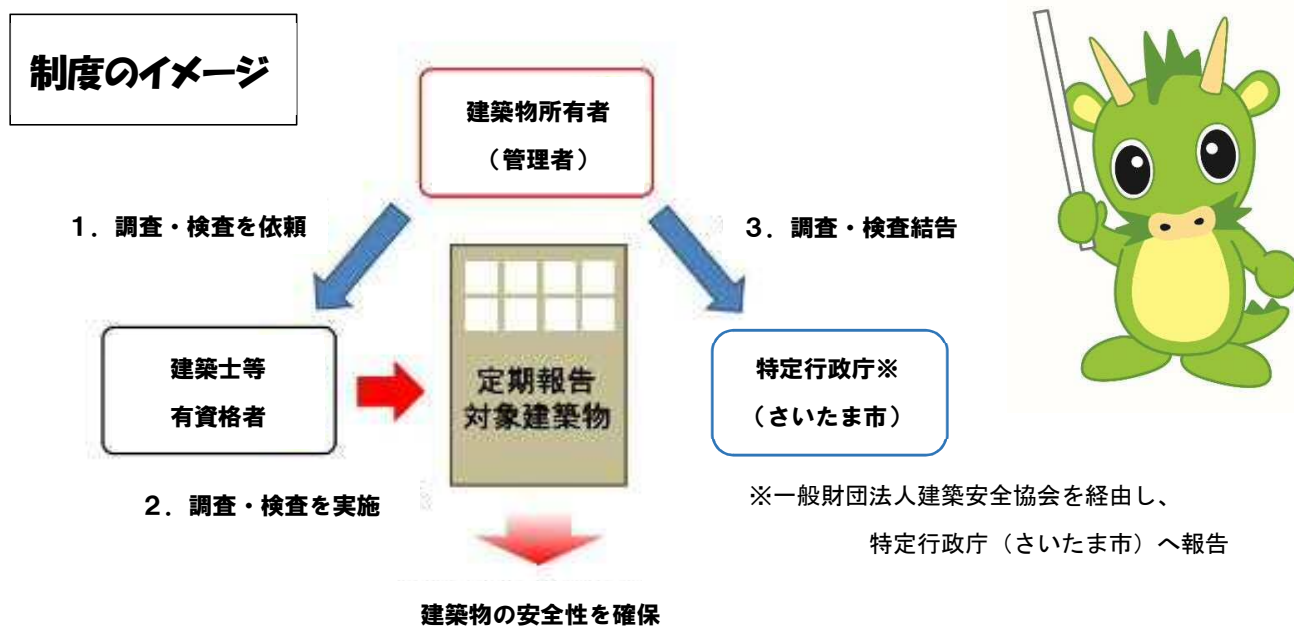 制度のイメージ
建築物所有者
（管理者）
１．調査・検査を依頼
３．調査・検査結告
建築士等
有資格者
定期報告
対象建築物
特定行政庁※
（さいたま市）
２．調査・検査を実施
※一般財団法人建築安全協会を経由し、
特定行政庁（さいたま市）へ報告
建築物の安全性を確保